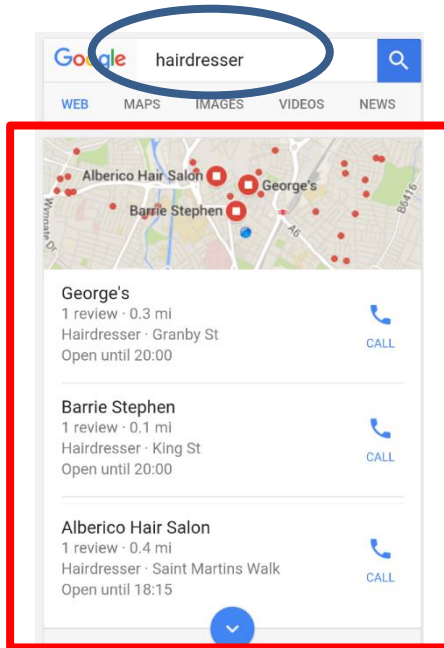 Google hairdresser
WEB MAPS IMAGES VIDEOS NEWS
Alberico Hair Salon
George's
Barrie Stephen
Wyngate Dr
A6
B6416
George's
1 review · 0.3 mi
Hairdresser · Granby St
Open until 20:00
CALL
Barrie Stephen
1 review · 0.1 mi
Hairdresser · King St
Open until 20:00
CALL
Alberico Hair Salon
1 review · 0.4 mi
Hairdresser · Saint Martins Walk
Open until 18:15
CALL